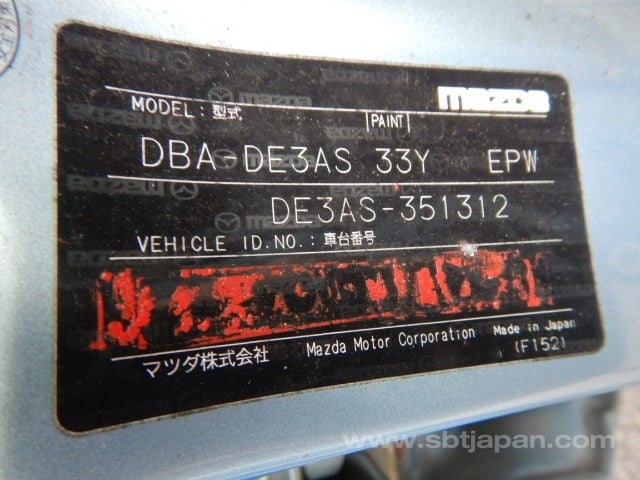 mazda
MODEL: 型式 PAINT
DBA-DE3AS 33Y EPW
DE3AS-351312
VEHICLE ID.NO.: 車台番号
マツダ株式会社 Mazda Motor Corporation Made in Japan
(F152)
www.sbtjapan.com